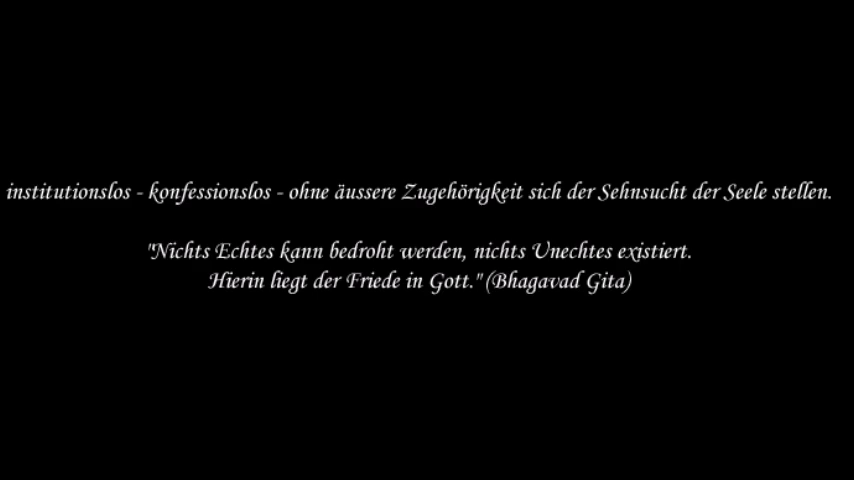 institutionslos - konfessionslos - ohne äussere Zugehörigkeit sich der Sehnsucht der Seele stellen.
"Nichts Echtes kann bedroht werden, nichts Unechtes existiert.
Hierin liegt der Friede in Gott." (Bhagavad Gita)